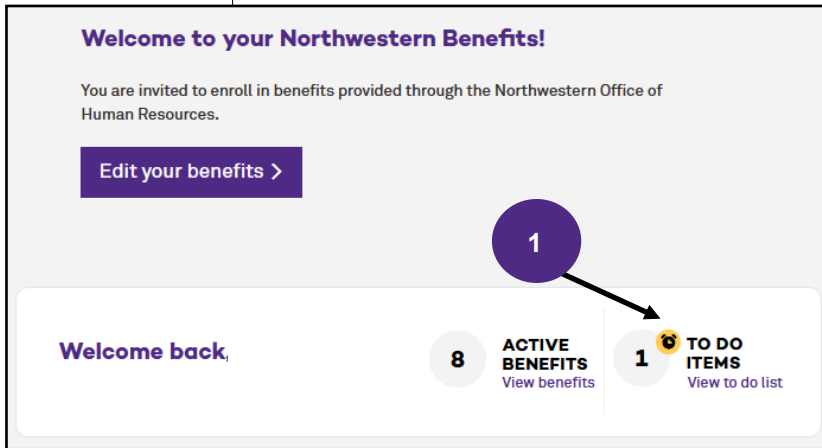 Welcome to your Northwestern Benefits!
You are invited to enroll in benefits provided through the Northwestern Office of
Human Resources.
Edit your benefits >
1
Welcome back,
8
ACTIVE
BENEFITS
View benefits
1
TO DO
ITEMS
View to do list